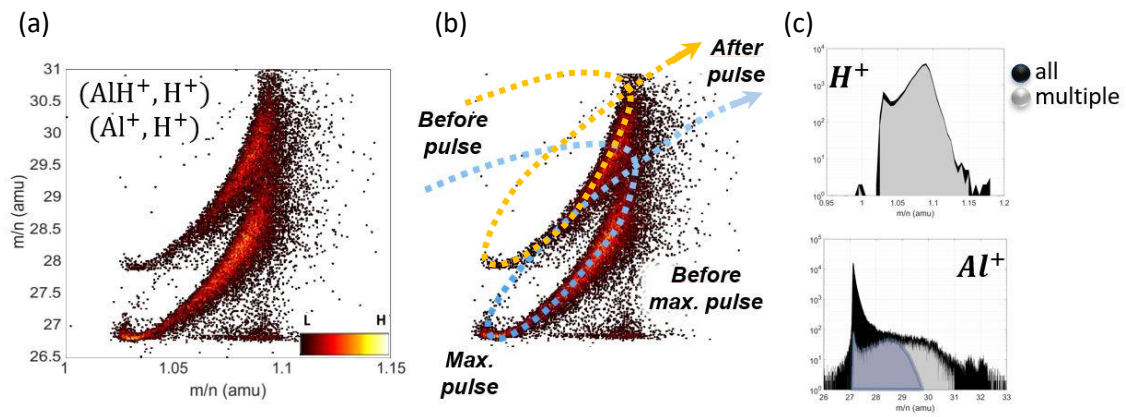 (a)
(AlH⁺, H⁺)
(Al⁺, H⁺)
31
30.5
30
29.5
29
28.5
28
27.5
27
26.5
m/n (amu)
1
1.05
1.1
1.15
m/n (amu)
L
H
(b)
After
pulse
Before
pulse
Before
max. pulse
Max.
pulse
(c)
H⁺
10⁴
10³
10²
10¹
10⁰
0.95
1
1.05
1.1
1.15
1.2
m/n (amu)
all
multiple
Al⁺
10⁵
10⁴
10³
10²
10¹
10⁰
26
27
28
29
30
31
32
33
m/n (amu)